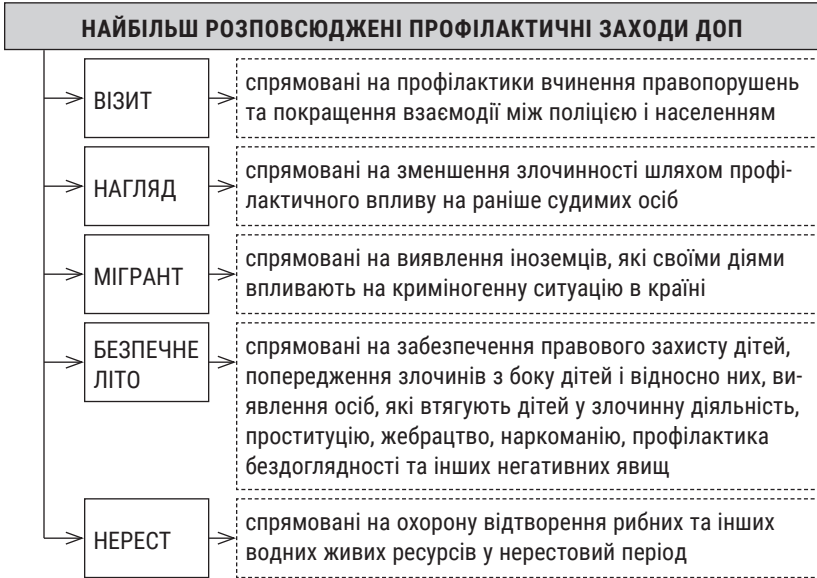 НАЙБІЛЬШ РОЗПОВСЮДЖЕНІ ПРОФІЛАКТИЧНІ ЗАХОДИ ДОП
ВІЗИТ
спрямовані на профілактики вчинення правопорушень
та покращення взаємодії між поліцією і населенням
НАГЛЯД
спрямовані на зменшення злочинності шляхом профі-
лактичного впливу на раніше судимих осіб
МІГРАНТ
спрямовані на виявлення іноземців, які своїми діями
впливають на криміногенну ситуацію в країні
БЕЗПЕЧНЕ
ЛІТО
спрямовані на забезпечення правового захисту дітей,
попередження злочинів з боку дітей і відносно них, ви-
явлення осіб, які втягують дітей у злочинну діяльність,
проституцію, жебрацтво, наркоманію, профілактика
бездоглядності та інших негативних явищ
НЕРЕСТ
спрямовані на охорону відтворення рибних та інших
водних живих ресурсів у нерестовий період